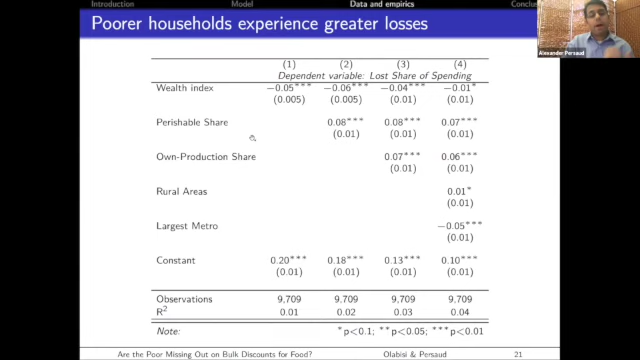 Introduction Model Data and empirics Conclu
Poorer households experience greater losses
Alexander Persaud
(1) (2) (3) (4)
Dependent variable: Lost Share of Spending
Wealth index −0.05*** −0.06*** −0.04*** −0.01*
(0.005) (0.005) (0.01) (0.01)
Perishable Share 0.08*** 0.08*** 0.07***
(0.01) (0.01) (0.01)
Own-Production Share 0.07*** 0.06***
(0.01) (0.01)
Rural Areas 0.01*
(0.01)
Largest Metro −0.05***
(0.01)
Constant 0.20*** 0.18*** 0.13*** 0.10***
(0.01) (0.01) (0.01) (0.01)
Observations 9,709 9,709 9,709 9,709
R2 0.01 0.02 0.03 0.04
Note: *p<0.1; **p<0.05; ***p<0.01
Are the Poor Missing Out on Bulk Discounts for Food? Olabisi & Persaud 21